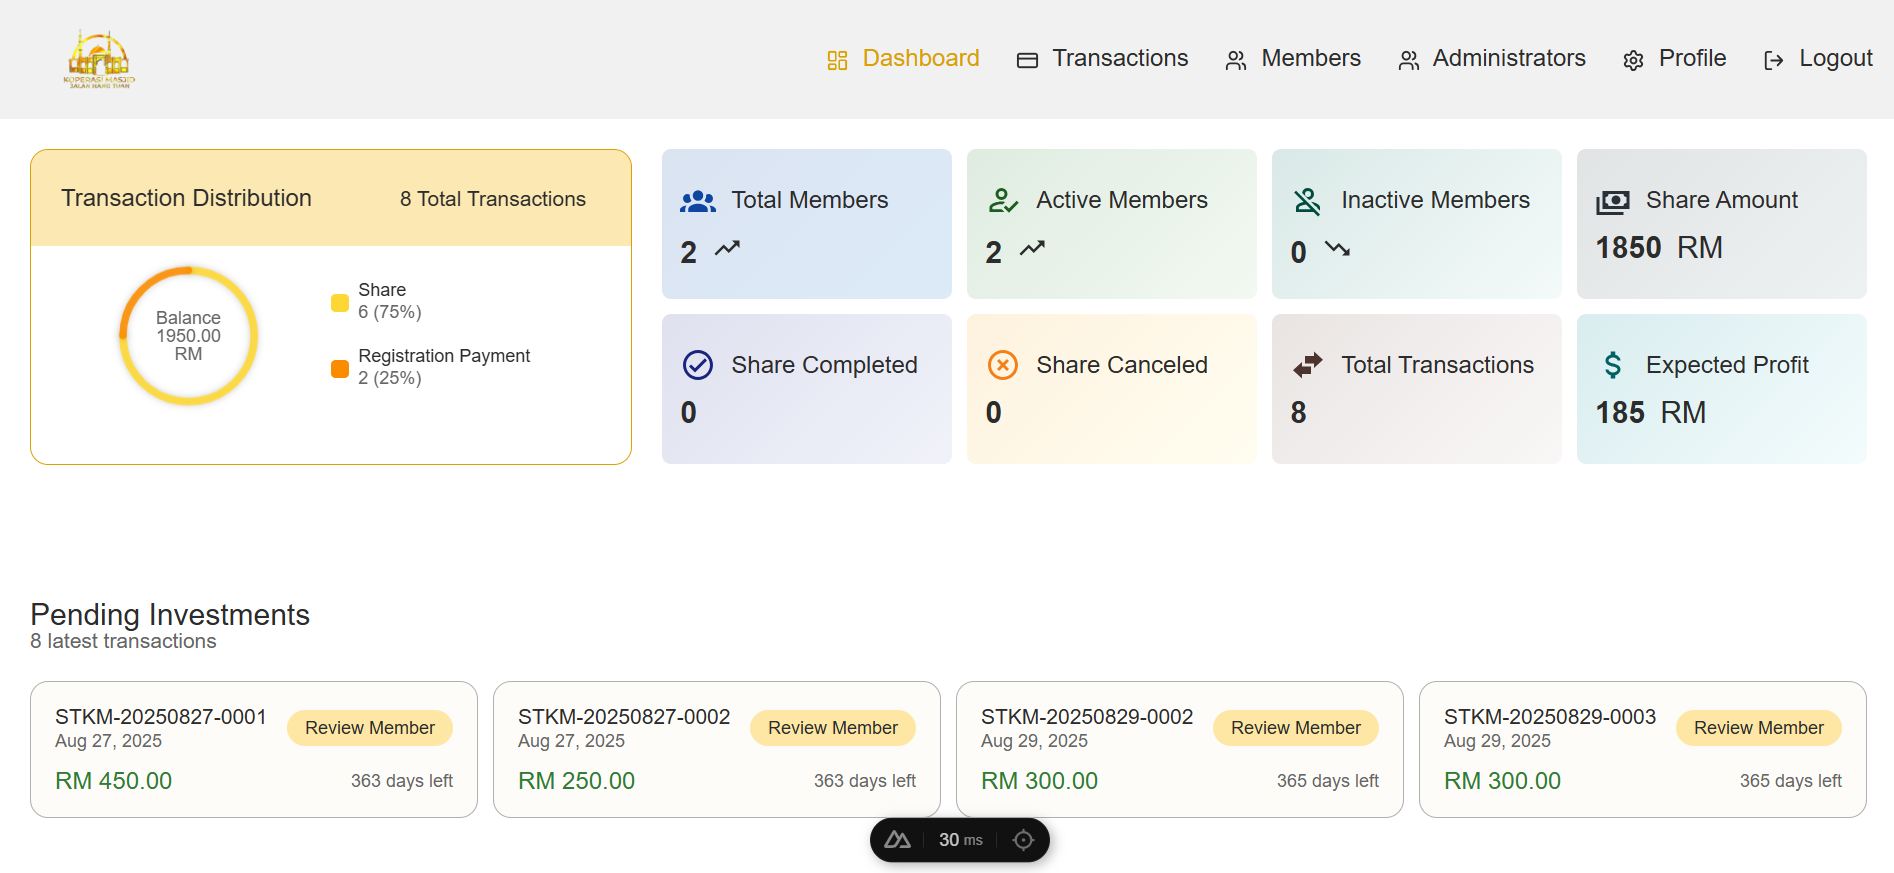 KOPERASI MASJID
JALAN HANG TUAH
Dashboard
Transactions
Members
Administrators
Profile
Logout
Transaction Distribution
8 Total Transactions
Balance
1950.00
RM
Share
6 (75%)
Registration Payment
2 (25%)
Total Members
2
Active Members
2
Inactive Members
0
Share Amount
1850 RM
Share Completed
0
Share Canceled
0
Total Transactions
8
Expected Profit
185 RM
Pending Investments
8 latest transactions
STKM-20250827-0001
Aug 27, 2025
Review Member
RM 450.00
363 days left
STKM-20250827-0002
Aug 27, 2025
Review Member
RM 250.00
363 days left
STKM-20250829-0002
Aug 29, 2025
Review Member
RM 300.00
365 days left
STKM-20250829-0003
Aug 29, 2025
Review Member
RM 300.00
365 days left
30 ms